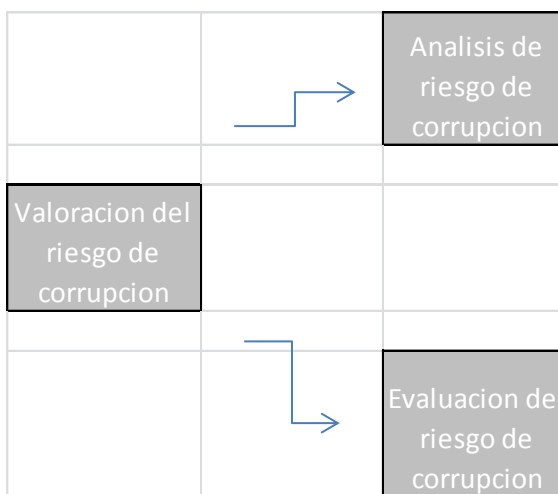 Analisis de
riesgo de
corrupcion
Valoracion del
riesgo de
corrupcion
Evaluacion de
riesgo de
corrupcion